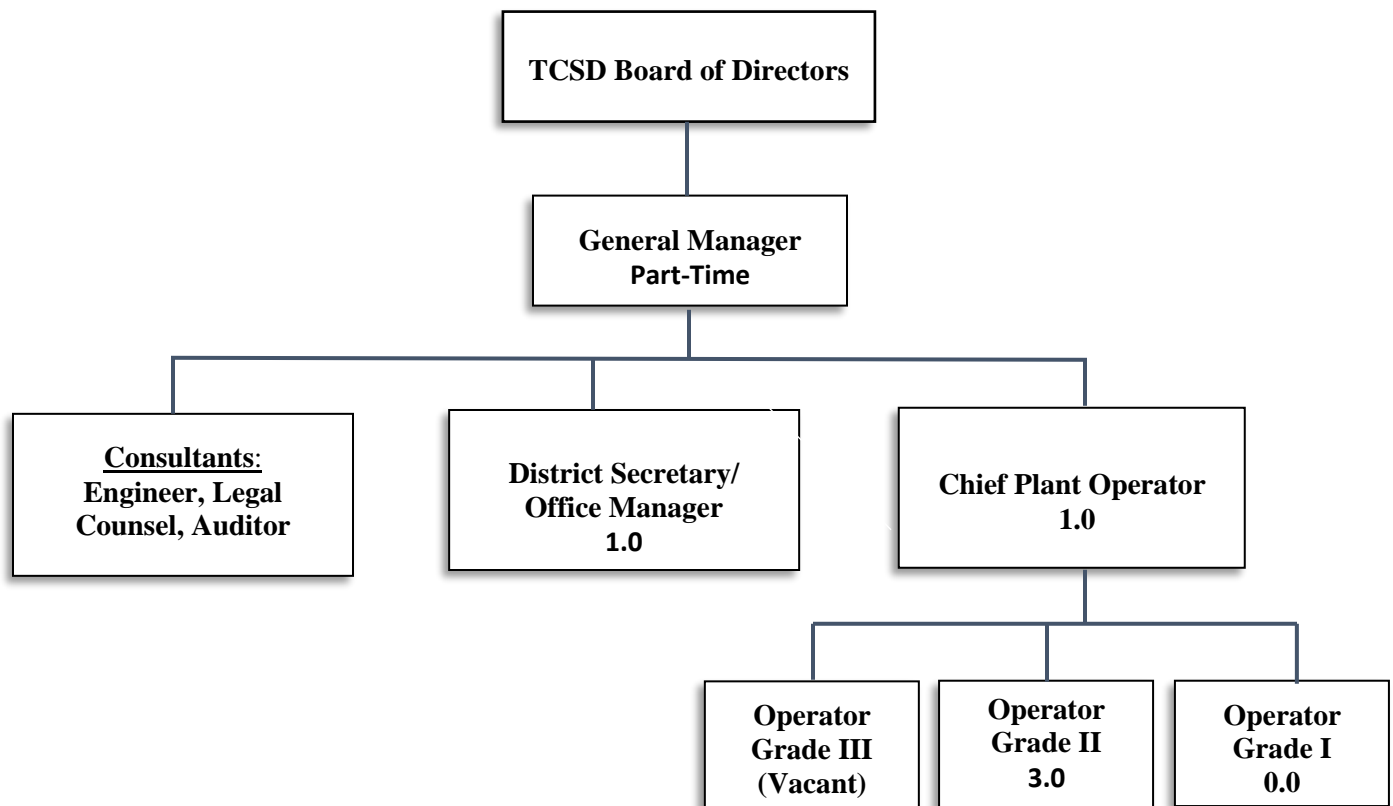 TCSD Board of Directors
General Manager
Part-Time
Consultants:
Engineer, Legal
Counsel, Auditor
District Secretary/
Office Manager
1.0
Chief Plant Operator
1.0
Operator
Grade III
(Vacant)
Operator
Grade II
3.0
Operator
Grade I
0.0